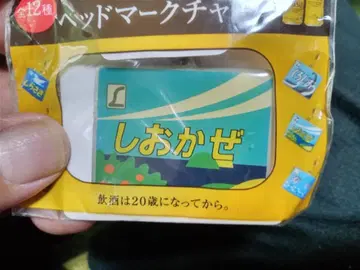 全12種
ヘッドマークチャ
しおかぜ
飲酒は20歳になってから。